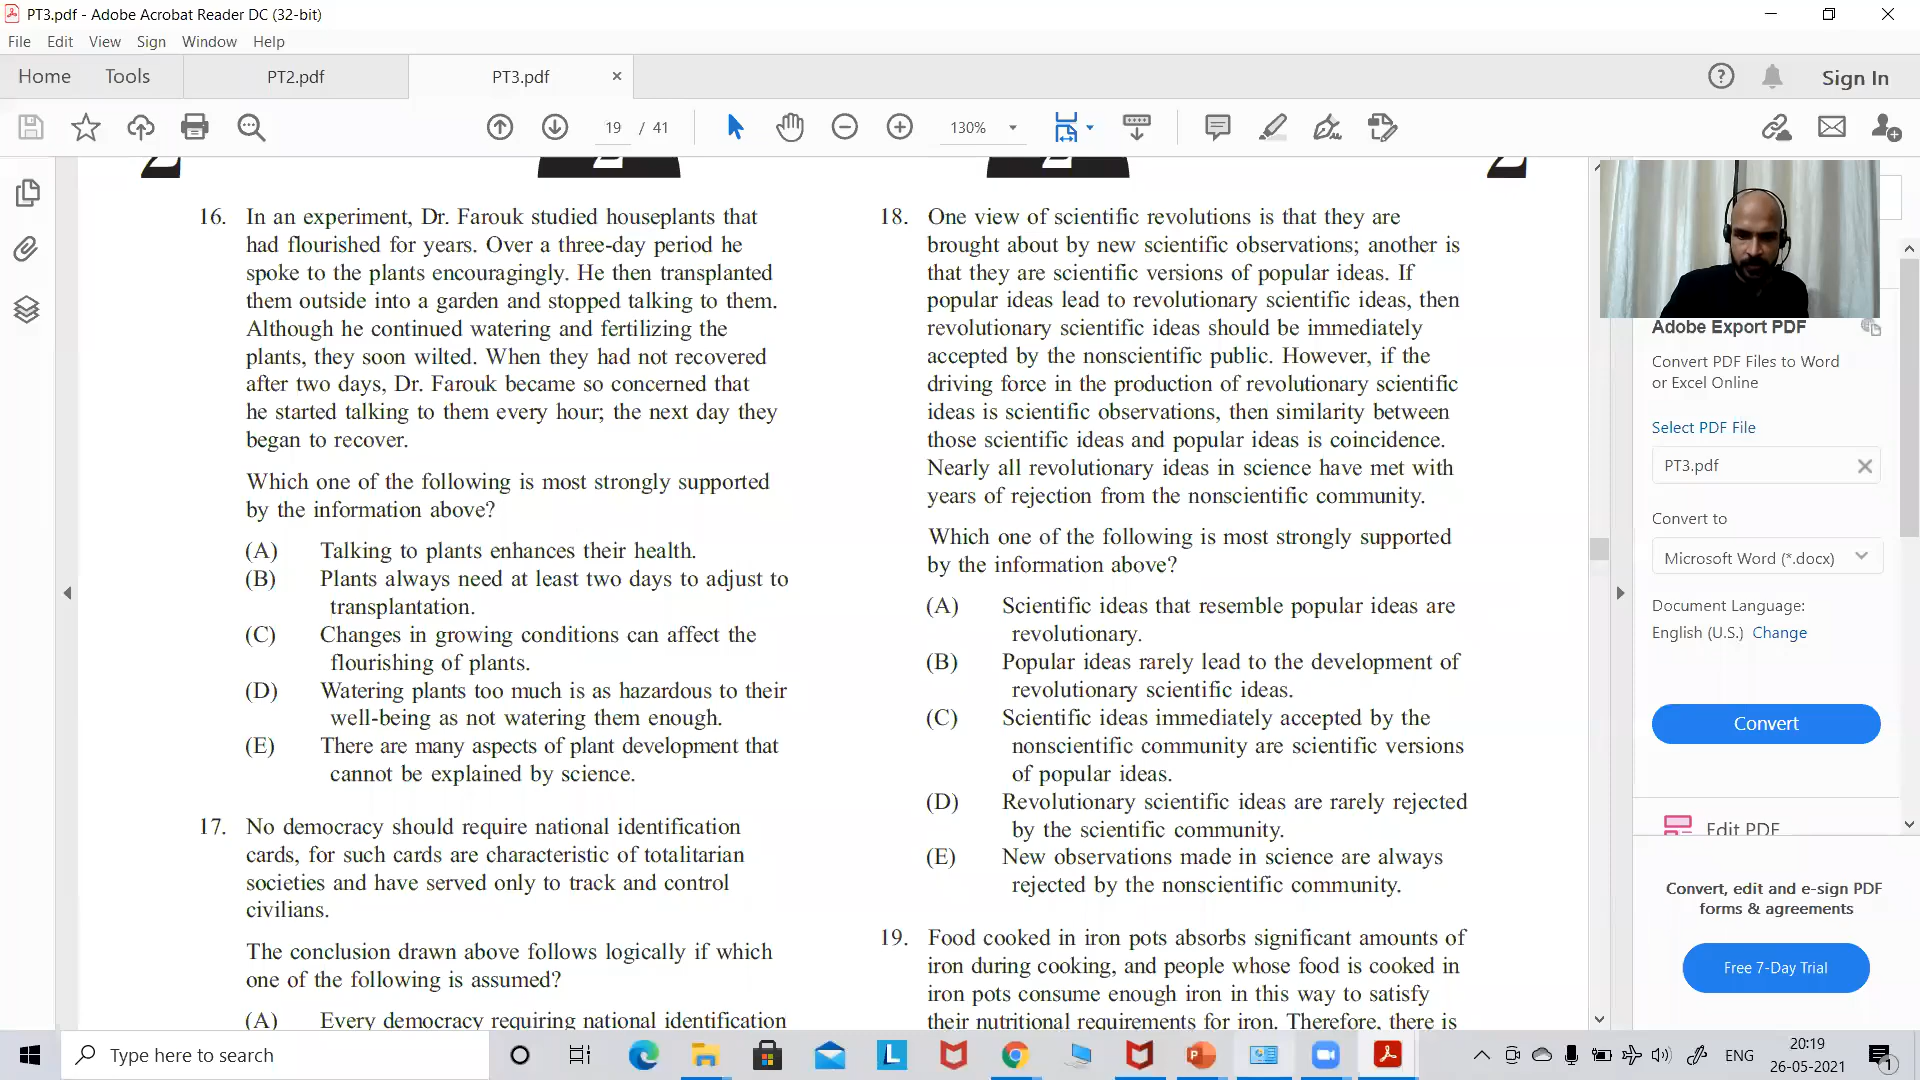 PT3.pdf - Adobe Acrobat Reader DC (32-bit)
File Edit View Sign Window Help
Home Tools PT2.pdf PT3.pdf Sign In
19 / 41 130%
16. In an experiment, Dr. Farouk studied houseplants that
had flourished for years. Over a three-day period he
spoke to the plants encouragingly. He then transplanted
them outside into a garden and stopped talking to them.
Although he continued watering and fertilizing the
plants, they soon wilted. When they had not recovered
after two days, Dr. Farouk became so concerned that
he started talking to them every hour; the next day they
began to recover.
Which one of the following is most strongly supported
by the information above?
(A) Talking to plants enhances their health.
(B) Plants always need at least two days to adjust to
transplantation.
(C) Changes in growing conditions can affect the
flourishing of plants.
(D) Watering plants too much is as hazardous to their
well-being as not watering them enough.
(E) There are many aspects of plant development that
cannot be explained by science.
17. No democracy should require national identification
cards, for such cards are characteristic of totalitarian
societies and have served only to track and control
civilians.
The conclusion drawn above follows logically if which
one of the following is assumed?
(A) Every democracy requiring national identification
18. One view of scientific revolutions is that they are
brought about by new scientific observations; another is
that they are scientific versions of popular ideas. If
popular ideas lead to revolutionary scientific ideas, then
revolutionary scientific ideas should be immediately
accepted by the nonscientific public. However, if the
driving force in the production of revolutionary scientific
ideas is scientific observations, then similarity between
those scientific ideas and popular ideas is coincidence.
Nearly all revolutionary ideas in science have met with
years of rejection from the nonscientific community.
Which one of the following is most strongly supported
by the information above?
(A) Scientific ideas that resemble popular ideas are
revolutionary.
(B) Popular ideas rarely lead to the development of
revolutionary scientific ideas.
(C) Scientific ideas immediately accepted by the
nonscientific community are scientific versions
of popular ideas.
(D) Revolutionary scientific ideas are rarely rejected
by the scientific community.
(E) New observations made in science are always
rejected by the nonscientific community.
19. Food cooked in iron pots absorbs significant amounts of
iron during cooking, and people whose food is cooked in
iron pots consume enough iron in this way to satisfy
their nutritional requirements for iron. Therefore, there is
Adobe Export PDF
Convert PDF Files to Word
or Excel Online
Select PDF File
PT3.pdf
Convert to
Microsoft Word (*.docx)
Document Language:
English (U.S.) Change
Convert
Edit PDF
Convert, edit and e-sign PDF
forms & agreements
Free 7-Day Trial
Type here to search
ENG
20:19
26-05-2021
1